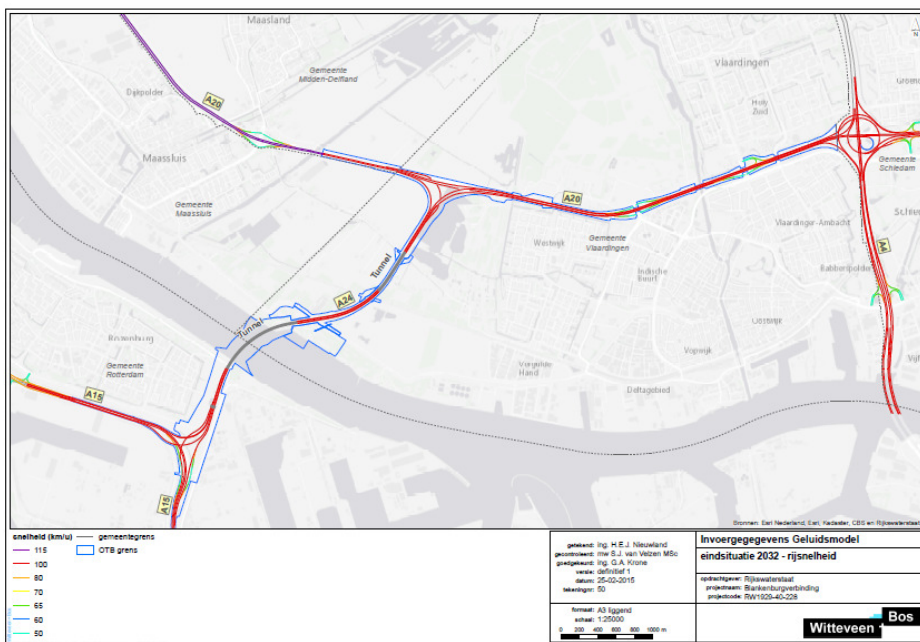 Maasland
Gemeente
Midden-Delfland
Vlaardingen
Dijkpolder
A20
Holy
Zuid
Maassluis
Gemeente
Schiedam
Gemeente
Maassluis
A20
Westwijk
Gemeente
Vlaardingen
Vlaardinger-Ambacht
A4
Tunnel
Indische
Buurt
Babberspolder
A24
Tunnel
Oostwijk
Rozenburg
Vopwijk
Gemeente
Rotterdam
Deltagebied
A15
A15
Bronnen: Esri Nederland, Esri, Kadaster, CBS en Rijkswaterstaat
snelheid (km/u)
gemeentegrens
115
OTB grens
100
80
70
65
60
50
getekend: ing. H.E.J. Nieuwland
gecontroleerd: mw S.J. van Velzen MSc
goedgekeurd: ing. G.A. Krone
versie: definitief 1
datum: 25-02-2015
tekeningnr: 50
formaat: A3 liggend
schaal: 1:25000
0 200 400 600 800 1000 m
Invoergegevens Geluidsmodel
eindsituatie 2032 - rijsnelheid
opdrachtgever: Rijkswaterstaat
projectnaam: Blankenburgverbinding
projectcode: RW1929-40-228
Witteveen Bos